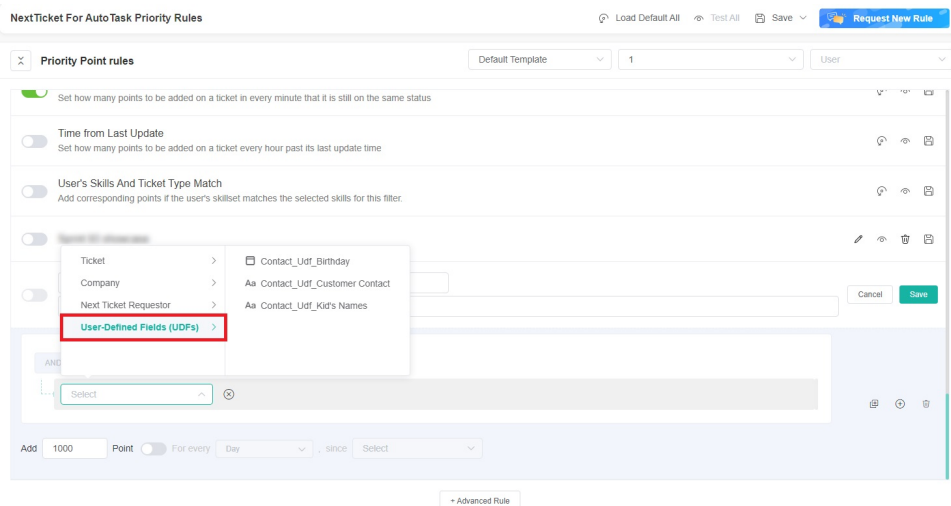 NextTicket For AutoTask Priority Rules
Load Default All Test All Save Request New Rule
Priority Point rules Default Template 1 User
Set how many points to be added on a ticket in every minute that it is still on the same status
Time from Last Update
Set how many points to be added on a ticket every hour past its last update time
User's Skills And Ticket Type Match
Add corresponding points if the user's skillset matches the selected skills for this filter.
Ticket
Company
Next Ticket Requestor
User-Defined Fields (UDFs)
Contact_Udf_Birthday
Aa Contact_Udf_Customer Contact
Aa Contact_Udf_Kid's Names
Cancel Save
AND
Select
Add 1000 Point For every Day , since Select
+ Advanced Rule